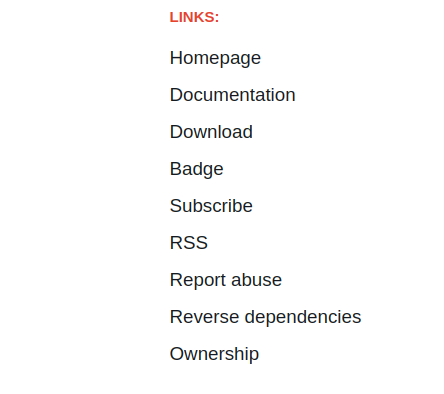 LINKS:
Homepage
Documentation
Download
Badge
Subscribe
RSS
Report abuse
Reverse dependencies
Ownership